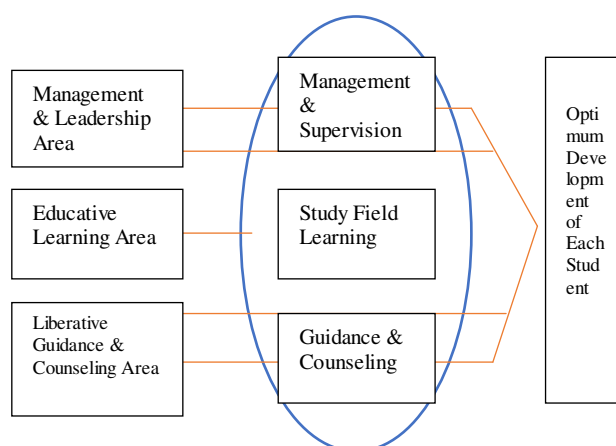 Management
& Leadership
Area
Management
&
Supervision
Educative
Learning Area
Study Field
Learning
Liberative
Guidance &
Counseling Area
Guidance &
Counseling
Opti
mum
Deve
lopm
ent
of
Each
Stud
ent